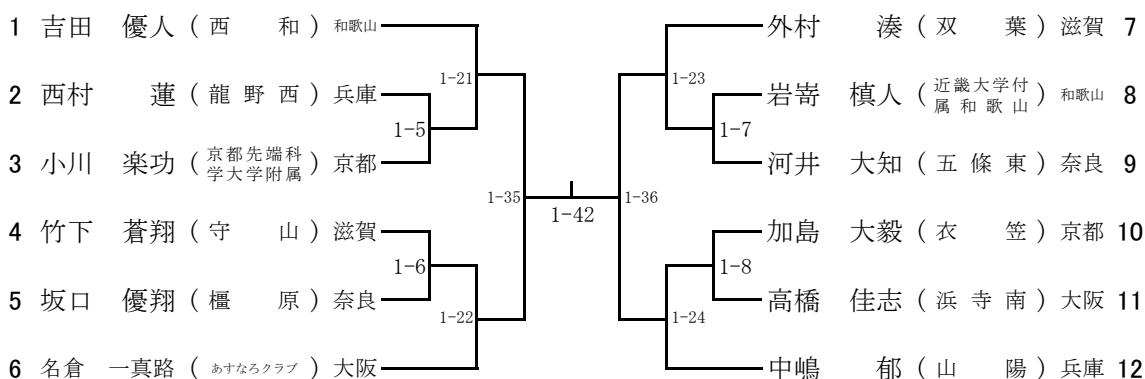 1 吉田 優人 ( 西 和 ) 和歌山
2 西村 蓮 ( 龍 野 西 ) 兵庫
3 小川 楽功 ( 京都先端科学大学附属 ) 京都
4 竹下 蒼翔 ( 守 山 ) 滋賀
5 坂口 優翔 ( 橿 原 ) 奈良
6 名倉 一真路 ( あすなろクラブ ) 大阪
1-21
1-5
1-35
1-6
1-22
1-42
1-23
1-7
1-36
1-8
1-24
外村 湊 ( 双 葉 ) 滋賀 7
岩嵜 槙人 ( 近畿大学付属和歌山 ) 和歌山 8
河井 大知 ( 五 條 東 ) 奈良 9
加島 大毅 ( 衣 笠 ) 京都 10
高橋 佳志 ( 浜 寺 南 ) 大阪 11
中嶋 郁 ( 山 陽 ) 兵庫 12